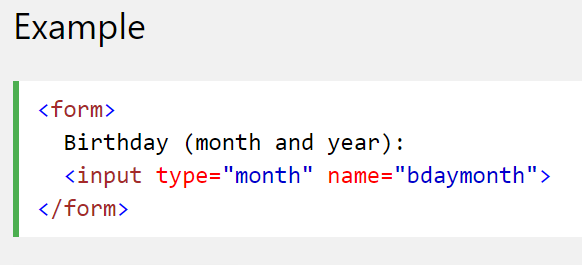 Example
<form>
Birthday (month and year):
<input type="month" name="bdaymonth">
</form>